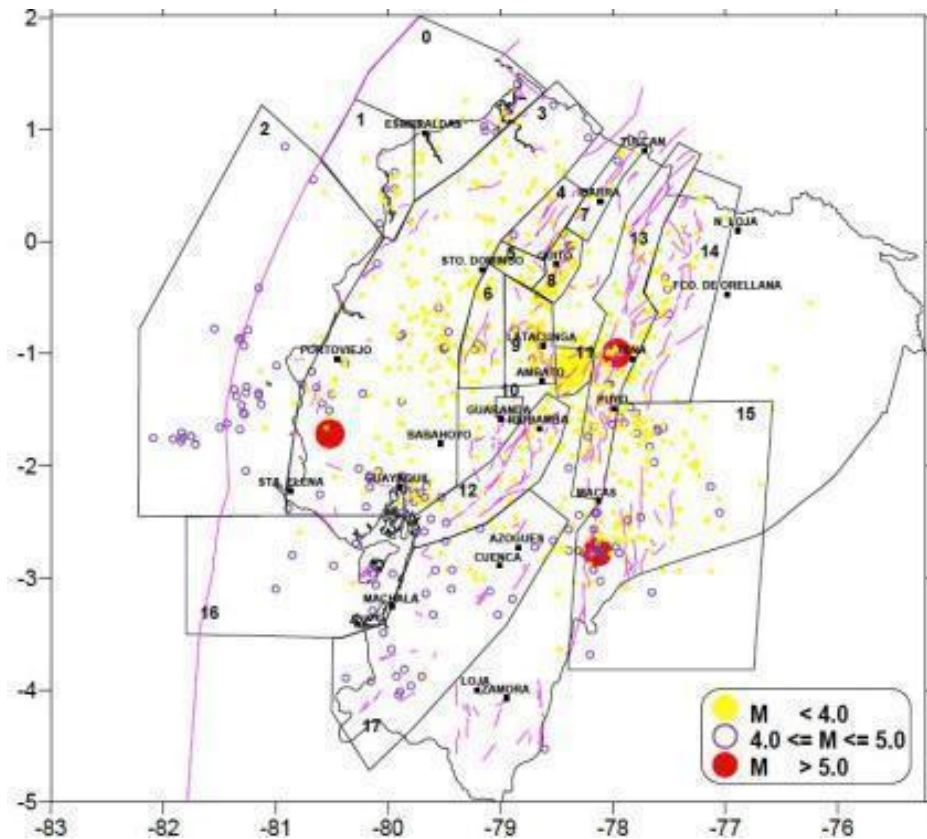 2
0
1
ESMERALDAS
3
2
1
TULCAN
4
IBARRA
7
N_LOJA
13
0
5
QUITO
14
STO. DOMINGO
8
6
FCO. DE ORELLANA
LATACUNGA
9
-1
PORTOVIEJO
11
TENA
AMBATO
10
PUYO
GUARANDA
15
RIOBAMBA
BABAHOYO
-2
STA. ELENA
GUAYAQUIL
12
MACAS
AZOGUES
CUENCA
-3
MACHALA
16
LOJA
ZAMORA
-4
17
M < 4.0
4.0 <= M <= 5.0
M > 5.0
-5
-83 -82 -81 -80 -79 -78 -77 -76